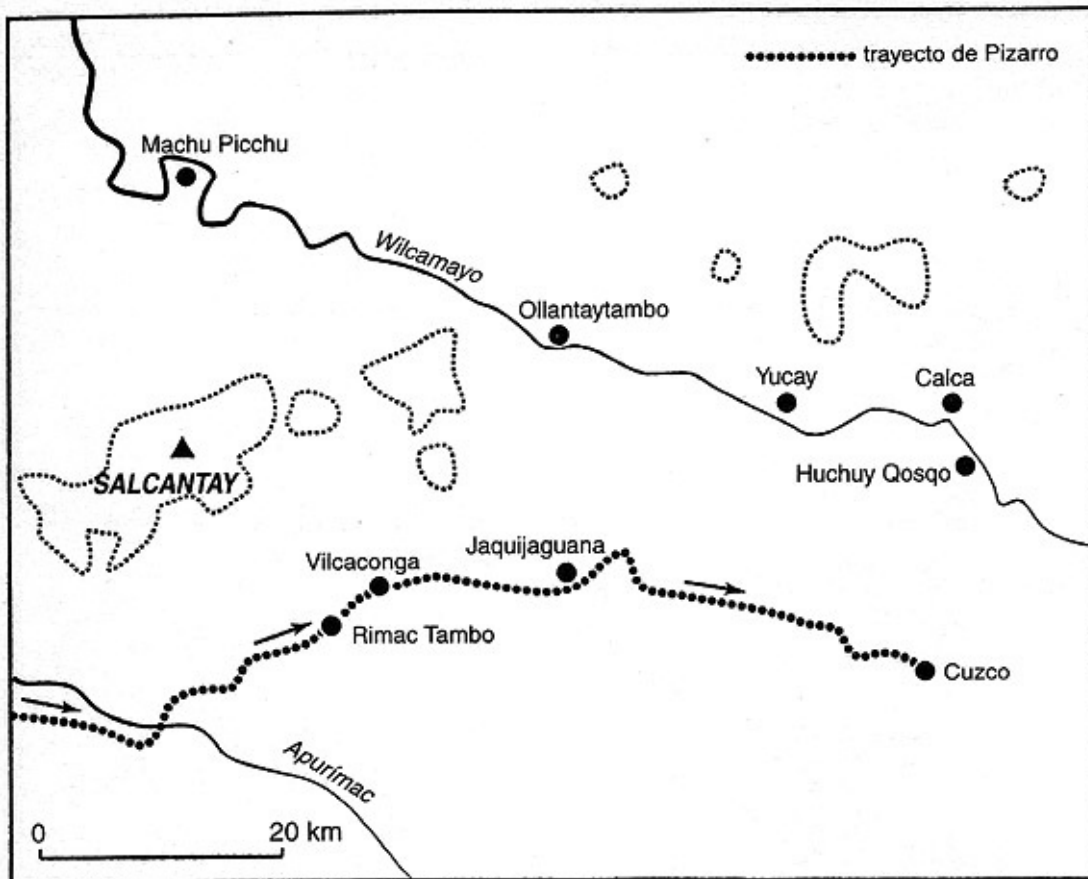 trayecto de Pizarro
Machu Picchu
Wilcamayo
Ollantaytambo
Yucay
Calca
SALCANTAY
Huchuy Qosqo
Jaquijaguana
Vilcaconga
Rimac Tambo
Cuzco
Apurímac
0 20 km